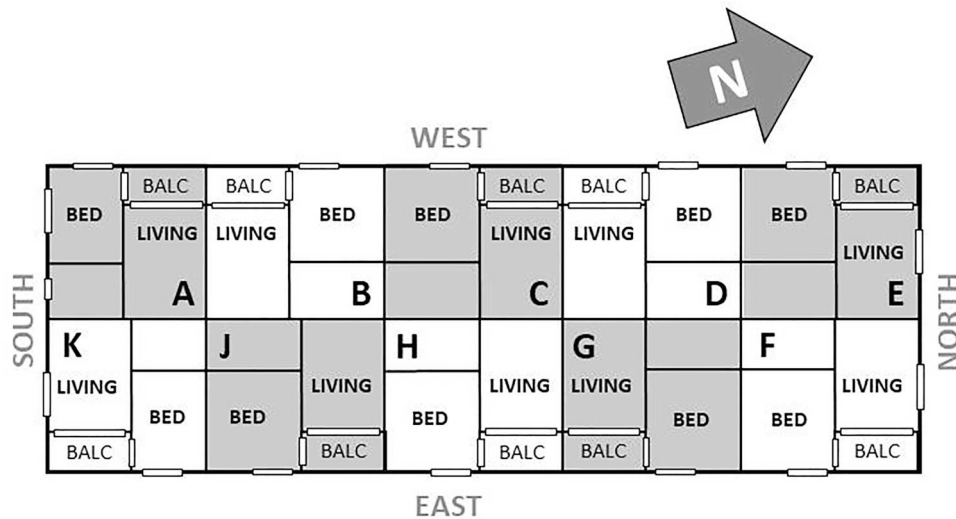 N
WEST
BED
BALC
BALC
BED
BED
BALC
BALC
BED
BED
BALC
LIVING
LIVING
LIVING
LIVING
LIVING
A
B
C
D
E
SOUTH
NORTH
K
J
H
G
F
LIVING
BED
BED
LIVING
BED
LIVING
LIVING
BED
BED
LIVING
BALC
BALC
BALC
BALC
BALC
EAST